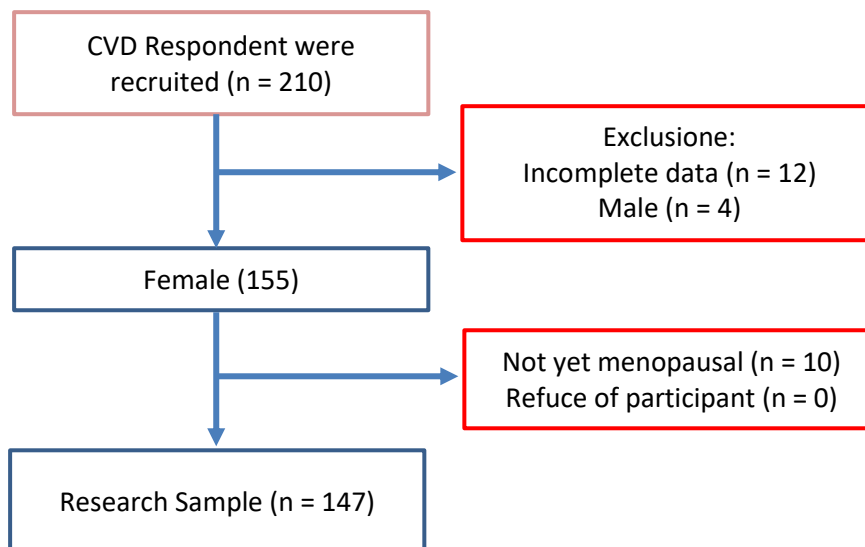 CVD Respondent were
recruited (n = 210)
Exclusione:
Incomplete data (n = 12)
Male (n = 4)
Female (155)
Not yet menopausal (n = 10)
Refuce of participant (n = 0)
Research Sample (n = 147)